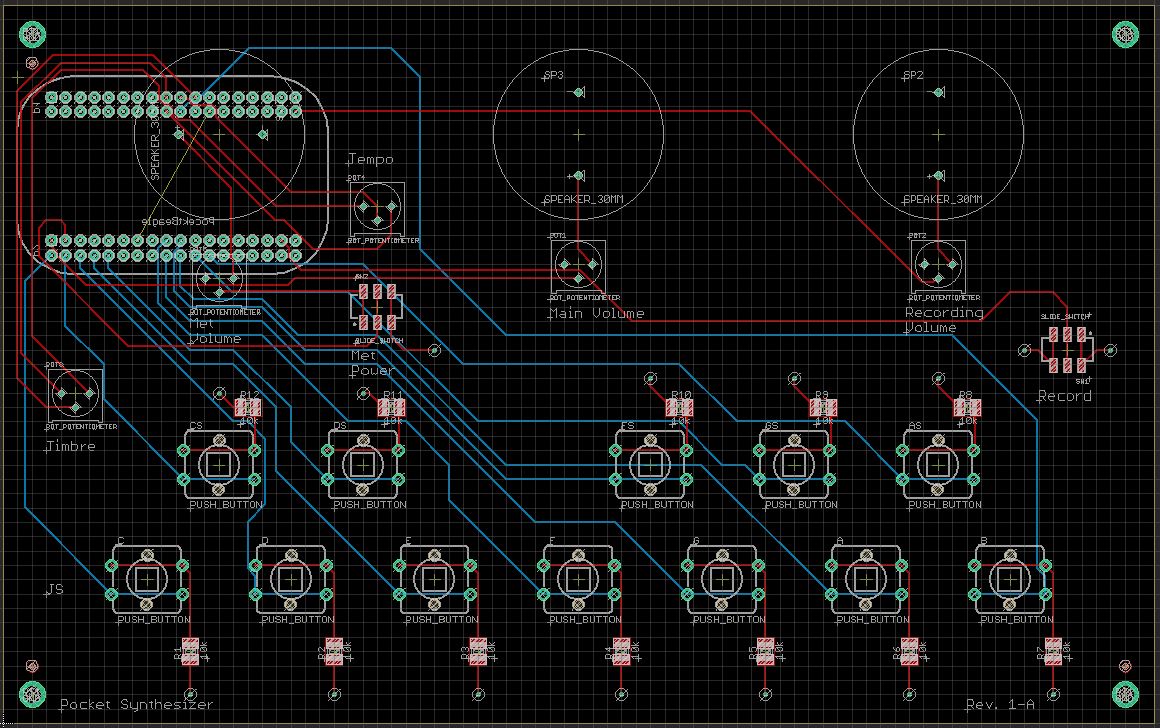 SP3
SP2
SPEAKER_30MM
Tempo
POT4
SPEAKER_30MM
SPEAKER_30MM
PocketBeagle
POT_POTENTIOMETER
POT1
POT2
SW2
POT_POTENTIOMETER
POT_POTENTIOMETER
POT_POTENTIOMETER
Met
Volume
Main Volume
Recording
Volume
SLIDE_SWITCH
SLIDE_SWITCH
Met
Power
POT3
SW1
Record
R12
10k
R11
10k
R10
10k
R9
10k
R8
10k
POT_POTENTIOMETER
Timbre
CS
DS
FS
GS
AS
PUSH_BUTTON
PUSH_BUTTON
PUSH_BUTTON
PUSH_BUTTON
PUSH_BUTTON
C
D
E
F
G
A
B
JS
PUSH_BUTTON
PUSH_BUTTON
PUSH_BUTTON
PUSH_BUTTON
PUSH_BUTTON
PUSH_BUTTON
PUSH_BUTTON
R1
10k
R2
10k
R3
10k
R4
10k
R5
10k
R6
10k
R7
10k
Pocket Synthesizer
Rev. 1-A